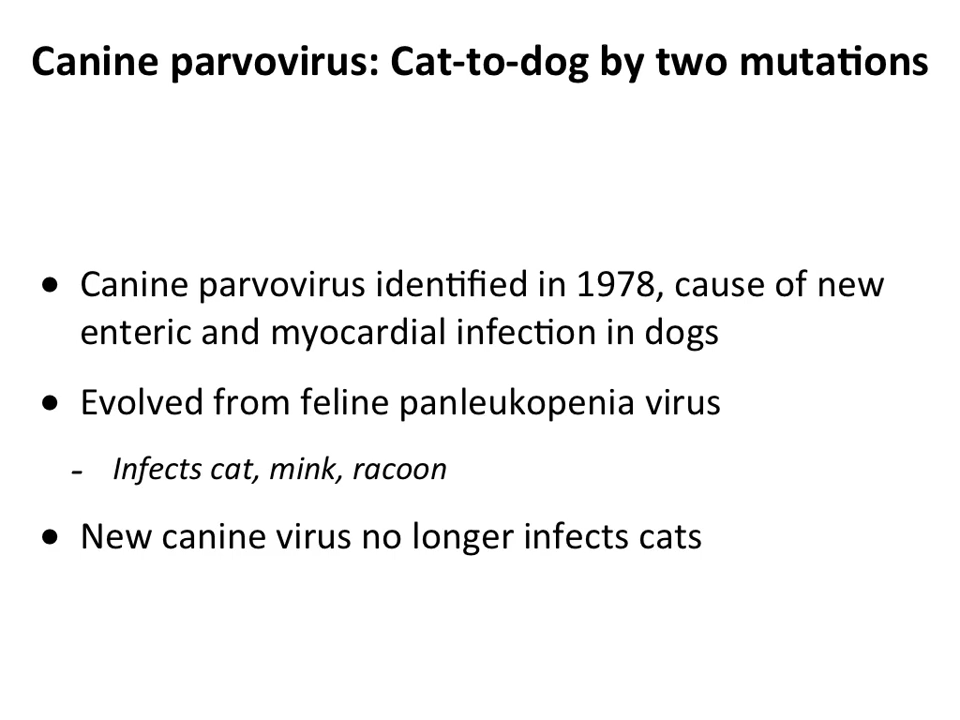 Canine parvovirus: Cat-to-dog by two mutations
• Canine parvovirus identified in 1978, cause of new
enteric and myocardial infection in dogs
• Evolved from feline panleukopenia virus
- Infects cat, mink, racoon
• New canine virus no longer infects cats